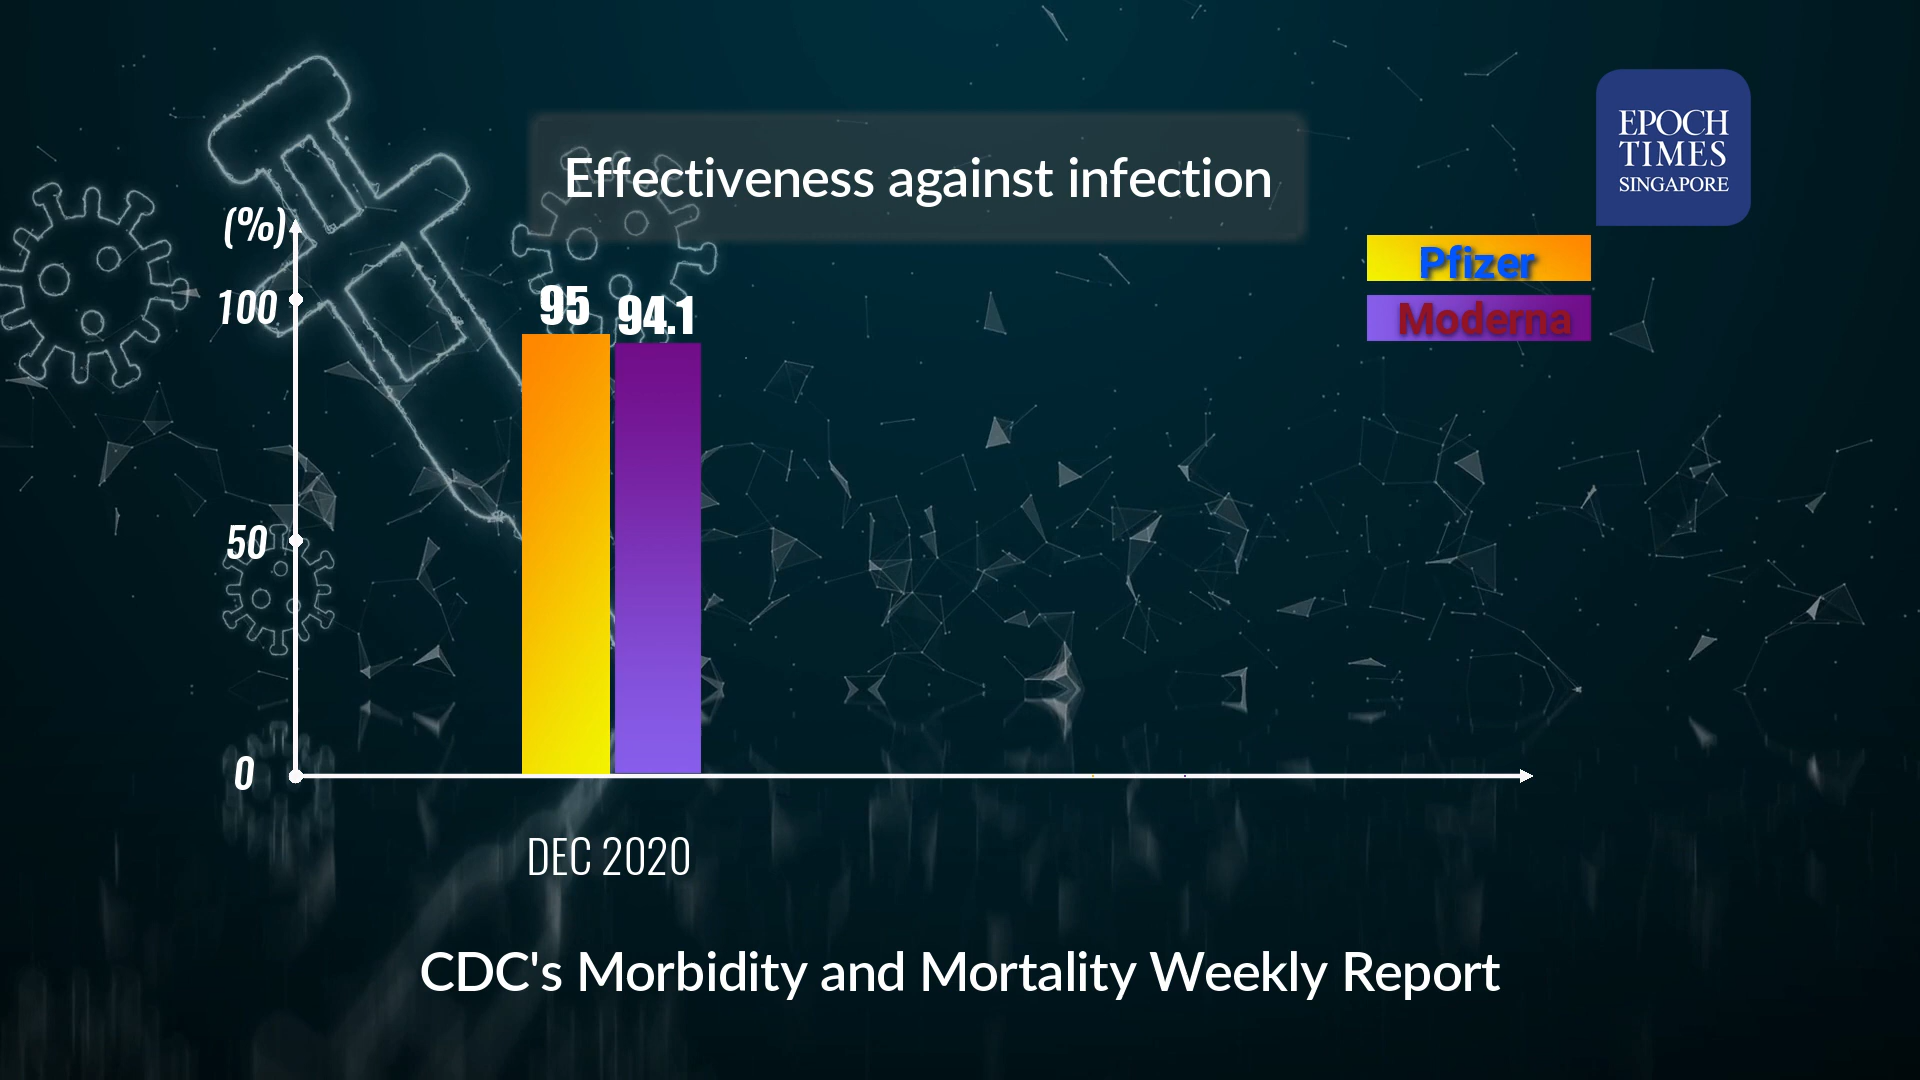 EPOCH
TIMES
SINGAPORE
Effectiveness against infection
Pfizer
Moderna
(%)
100
50
0
95
94.1
DEC 2020
CDC's Morbidity and Mortality Weekly Report